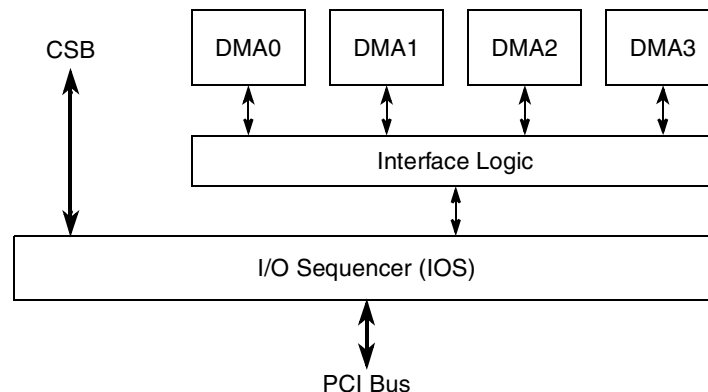 CSB
DMA0
DMA1
DMA2
DMA3
Interface Logic
I/O Sequencer (IOS)
PCI Bus